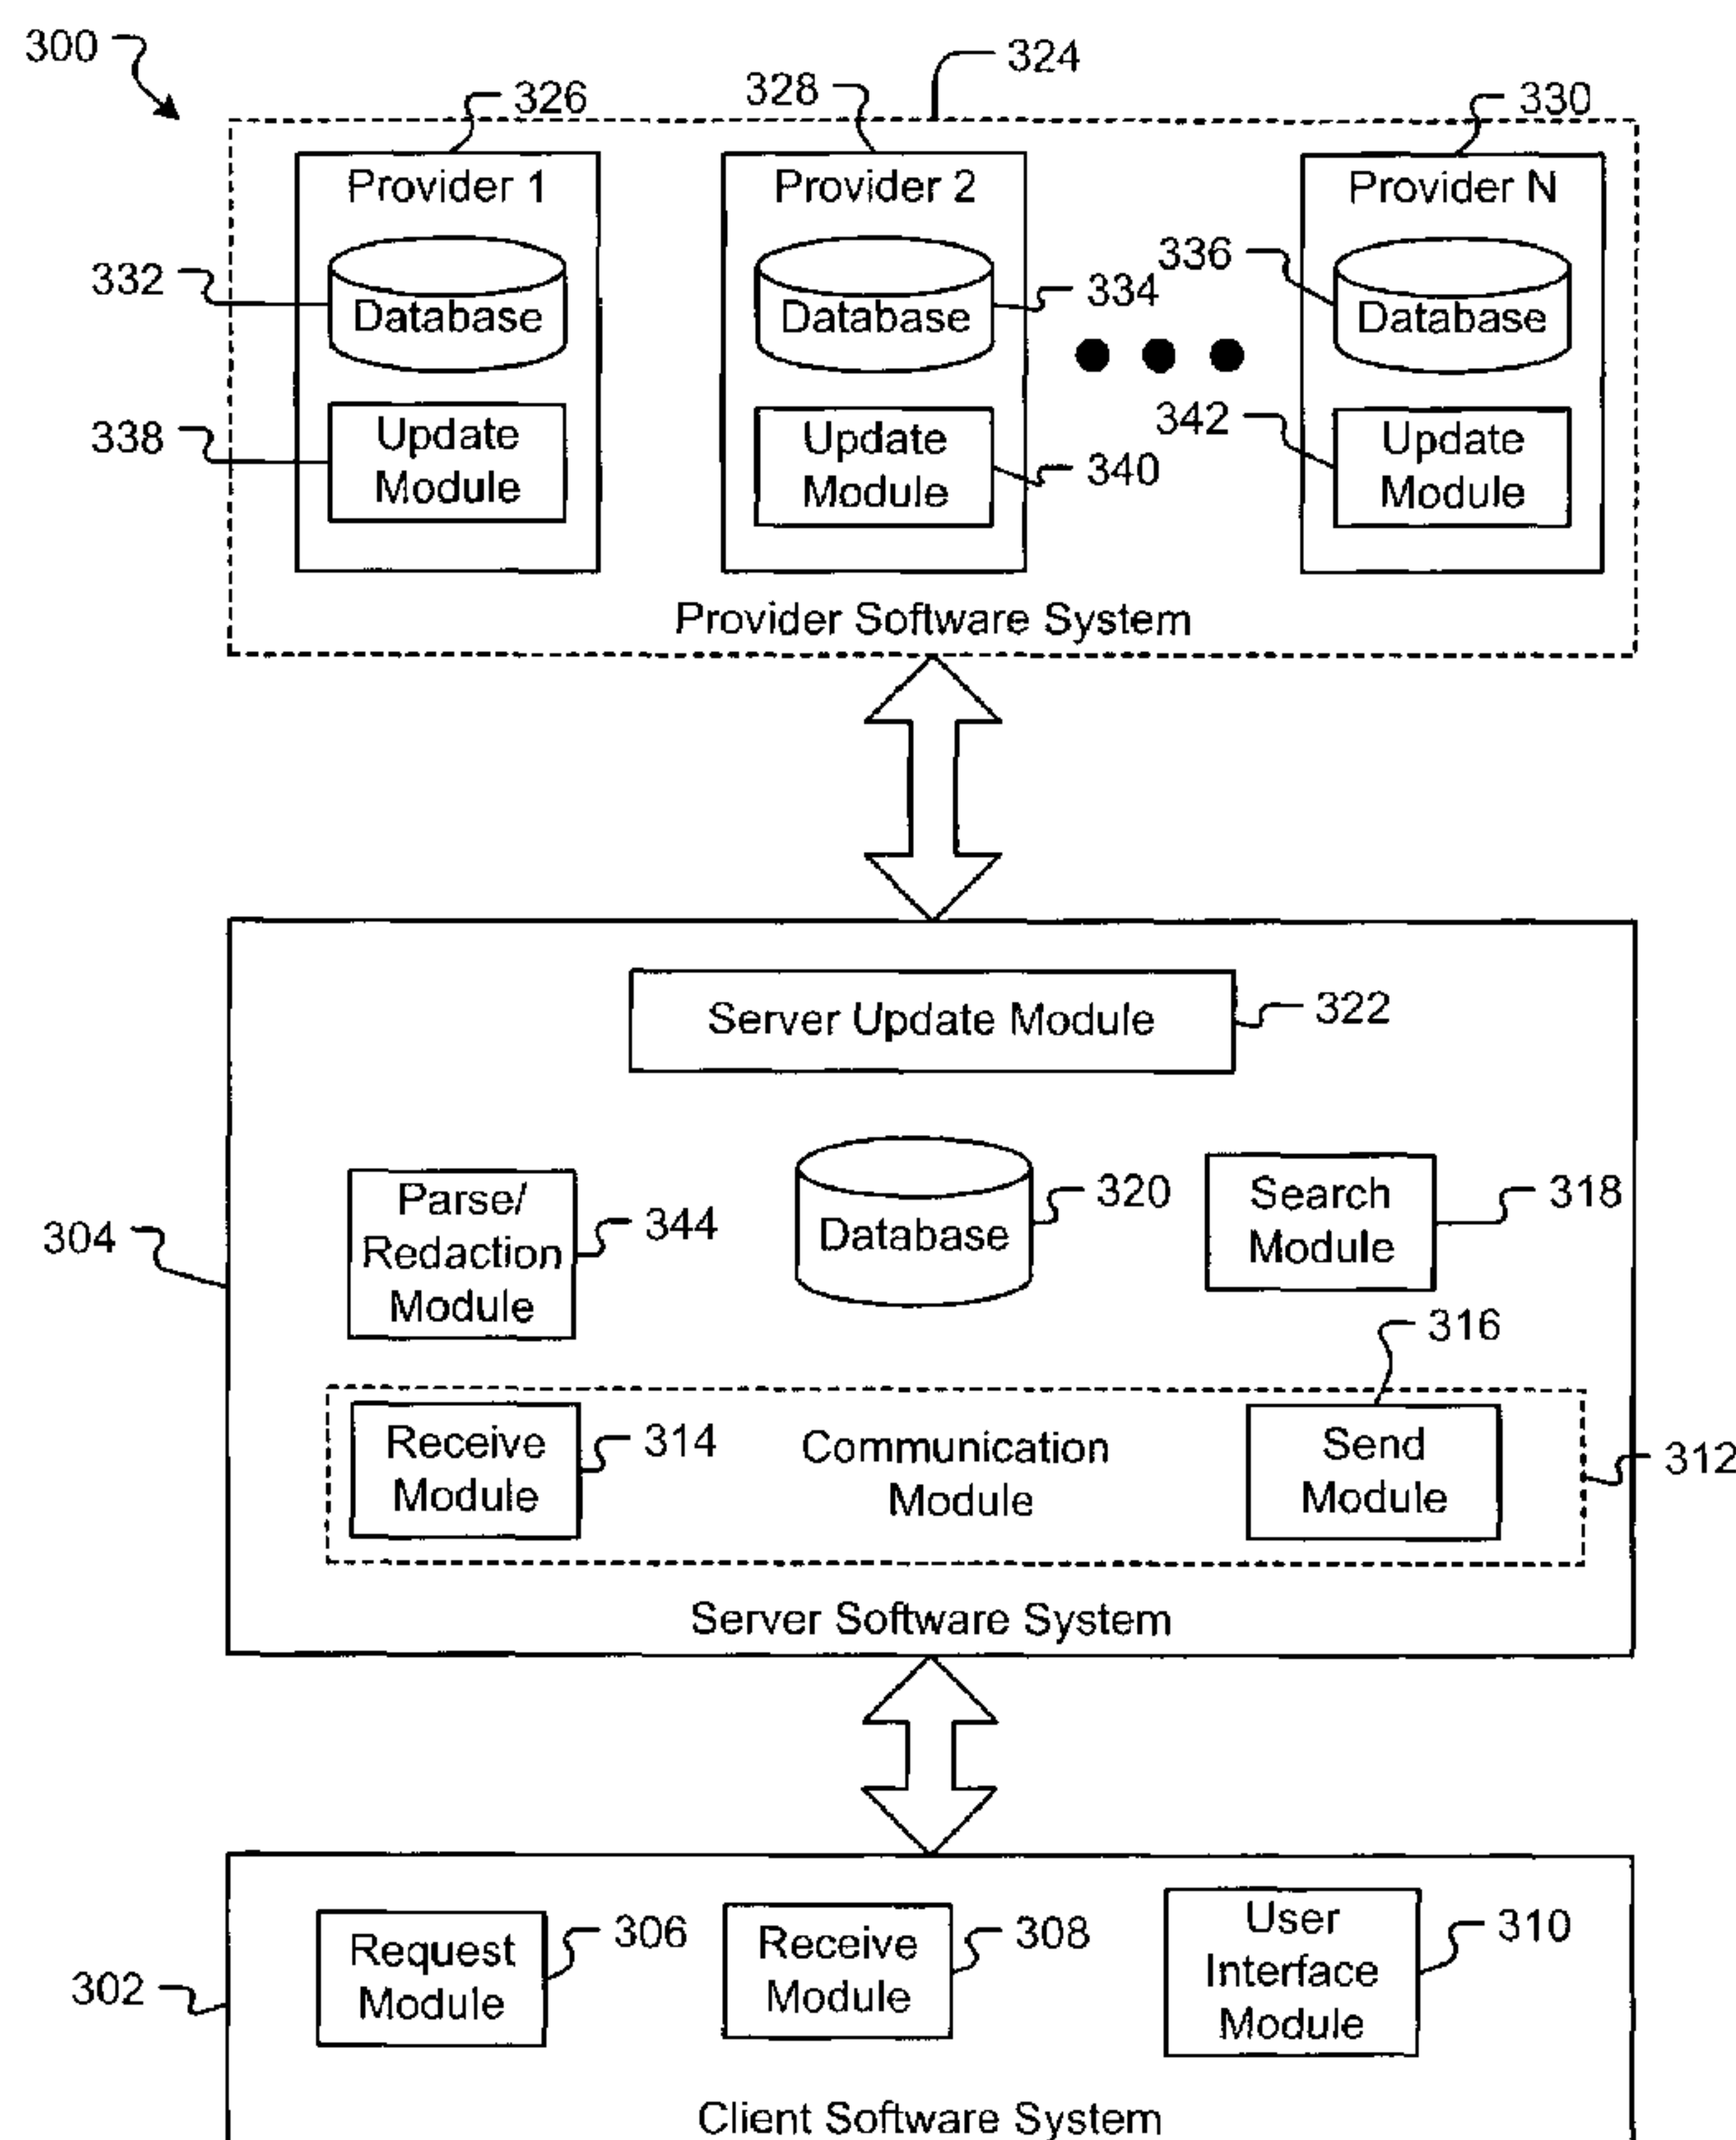 300
324
326
328
330
Provider 1
Provider 2
Provider N
332
Database
Database
334
336
Database
338
Update
Module
Update
Module
340
342
Update
Module
Provider Software System
Server Update Module
322
304
Parse/
Redaction
Module
344
Database
320
Search
Module
318
316
Receive
Module
314
Communication
Module
Send
Module
312
Server Software System
302
Request
Module
306
Receive
Module
308
User
Interface
Module
310
Client Software System